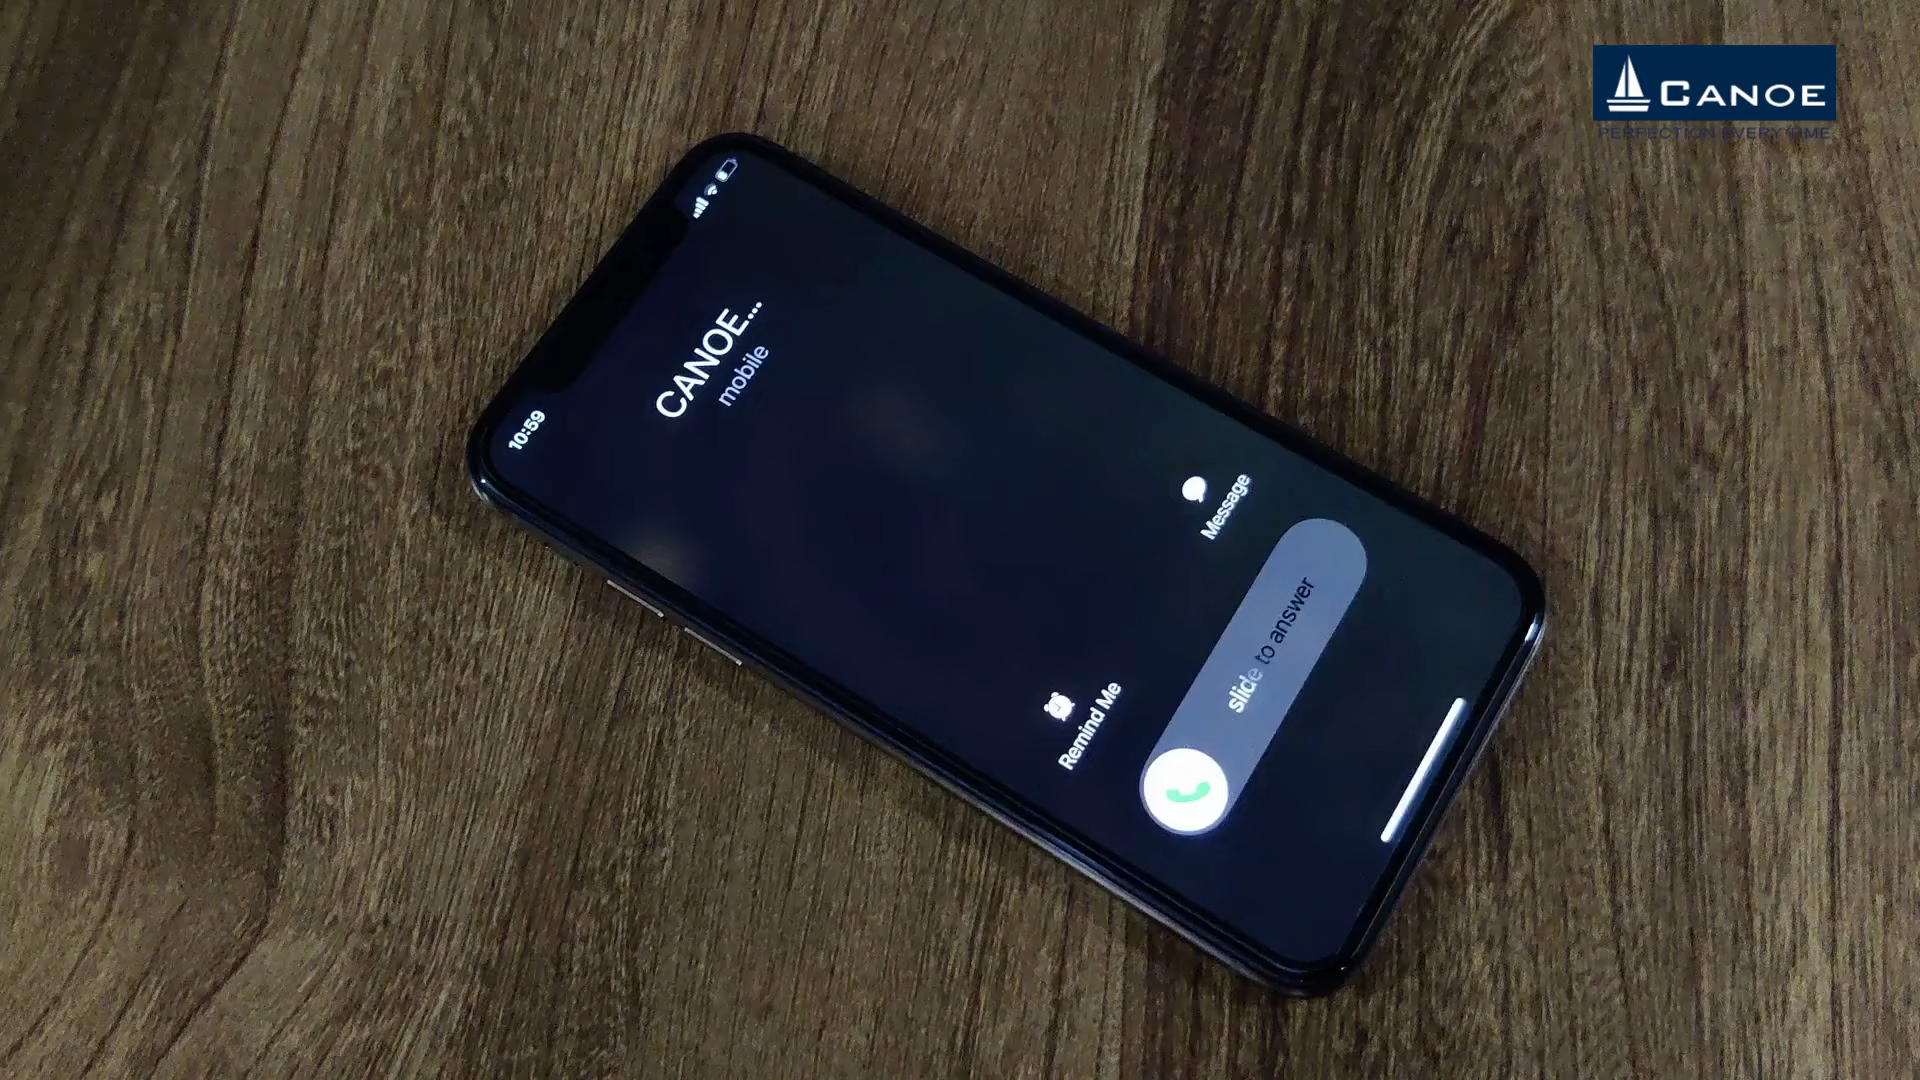 CANOE
PERFECTION EVERY TIME
10:59
CANOE...
mobile
Message
Remind Me
slide to answer